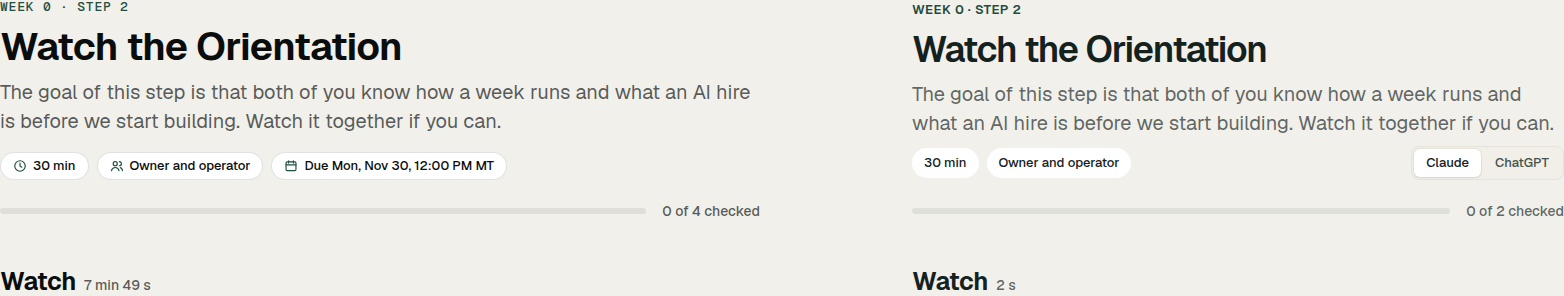 WEEK 0 · STEP 2
Watch the Orientation
The goal of this step is that both of you know how a week runs and what an AI hire
is before we start building. Watch it together if you can.
30 min
Owner and operator
Due Mon, Nov 30, 12:00 PM MT
0 of 4 checked
Watch 7 min 49 s
WEEK 0 · STEP 2
Watch the Orientation
The goal of this step is that both of you know how a week runs and
what an AI hire is before we start building. Watch it together if you can.
30 min
Owner and operator
Claude
ChatGPT
0 of 2 checked
Watch 2 s